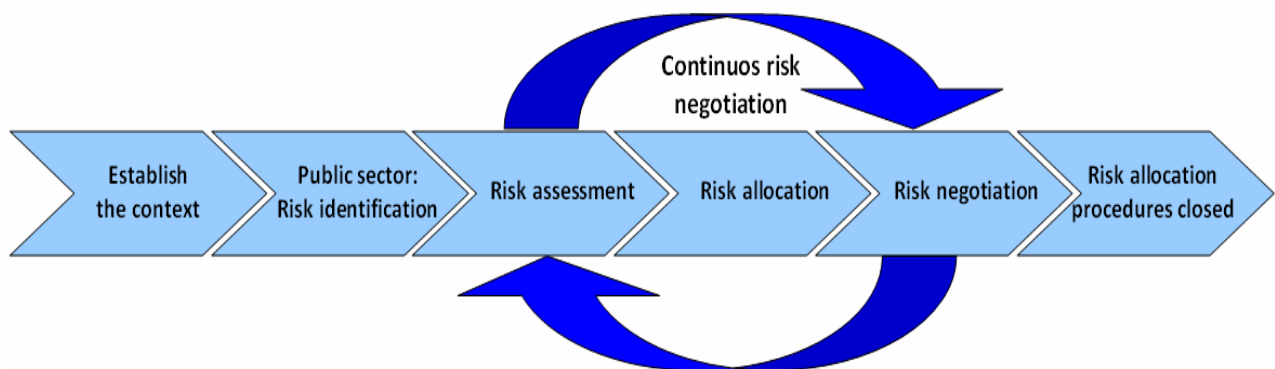 Continuos risk
negotiation
Establish
the context
Public sector:
Risk identification
Risk assessment
Risk allocation
Risk negotiation
Risk allocation
procedures closed